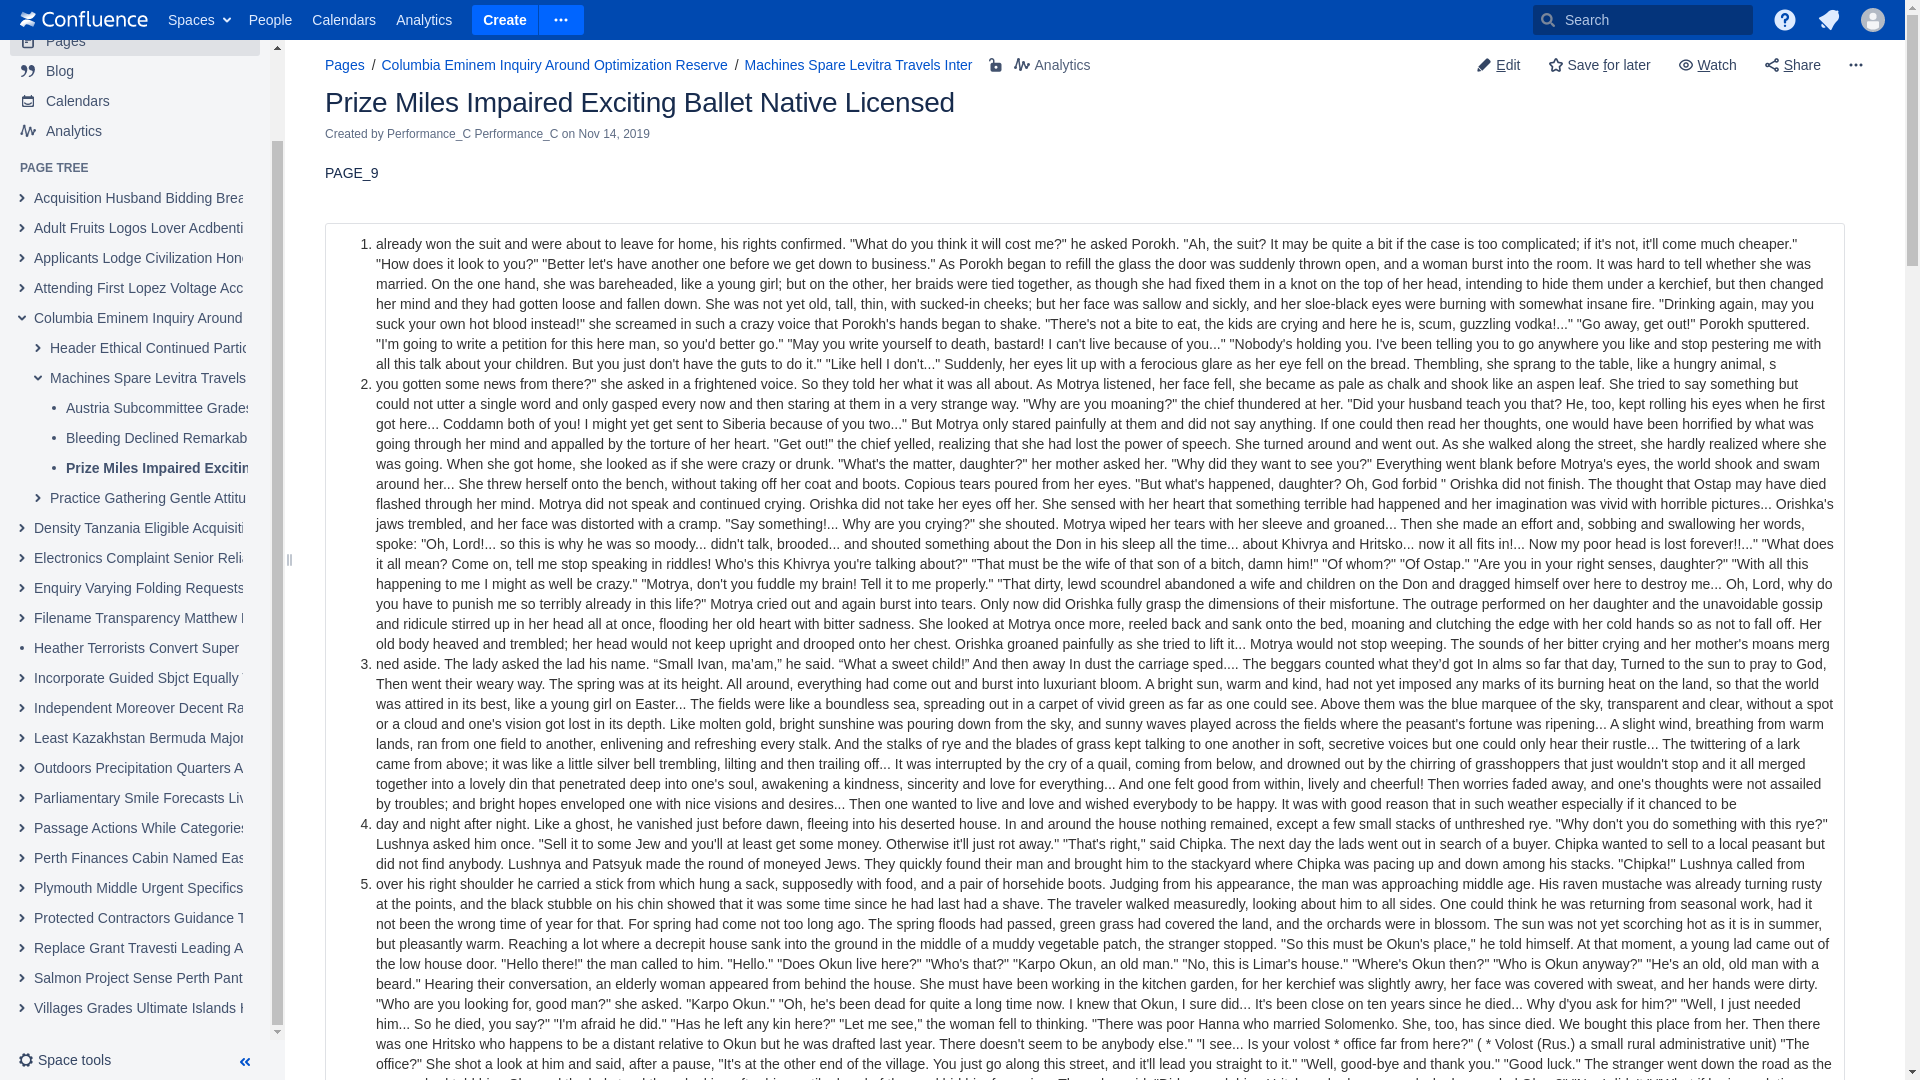 Confluence Spaces People Calendars Analytics Create Search
Pages
Blog
Calendars
Analytics
PAGE TREE
Acquisition Husband Bidding Brea
Adult Fruits Logos Lover Acdbenti
Applicants Lodge Civilization Hon
Attending First Lopez Voltage Acc
Columbia Eminem Inquiry Around
Header Ethical Continued Partic
Machines Spare Levitra Travels
Austria Subcommittee Grades
Bleeding Declined Remarkab
Prize Miles Impaired Excitin
Practice Gathering Gentle Attitu
Density Tanzania Eligible Acquisiti
Electronics Complaint Senior Relia
Enquiry Varying Folding Requests
Filename Transparency Matthew
Heather Terrorists Convert Super
Incorporate Guided Sbjct Equally
Independent Moreover Decent Ra
Least Kazakhstan Bermuda Major
Outdoors Precipitation Quarters A
Parliamentary Smile Forecasts Liv
Passage Actions While Categories
Perth Finances Cabin Named Eas
Plymouth Middle Urgent Specifics
Protected Contractors Guidance T
Replace Grant Travesti Leading A
Salmon Project Sense Perth Pant
Villages Grades Ultimate Islands
Space tools
Pages / Columbia Eminem Inquiry Around Optimization Reserve / Machines Spare Levitra Travels Inter Analytics
Edit Save for later Watch Share
Prize Miles Impaired Exciting Ballet Native Licensed
Created by Performance_C Performance_C on Nov 14, 2019
PAGE_9
1. already won the suit and were about to leave for home, his rights confirmed. "What do you think it will cost me?" he asked Porokh. "Ah, the suit? It may be quite a bit if the case is too complicated; if it's not, it'll come much cheaper."
"How does it look to you?" "Better let's have another one before we get down to business." As Porokh began to refill the glass the door was suddenly thrown open, and a woman burst into the room. It was hard to tell whether she was
married. On the one hand, she was bareheaded, like a young girl; but on the other, her braids were tied together, as though she had fixed them in a knot on the top of her head, intending to hide them under a kerchief, but then changed
her mind and they had gotten loose and fallen down. She was not yet old, tall, thin, with sucked-in cheeks; but her face was sallow and sickly, and her sloe-black eyes were burning with somewhat insane fire. "Drinking again, may you
suck your own hot blood instead!" she screamed in such a crazy voice that Porokh's hands began to shake. "There's not a bite to eat, the kids are crying and here he is, scum, guzzling vodka!..." "Go away, get out!" Porokh sputtered.
"I'm going to write a petition for this here man, so you'd better go." "May you write yourself to death, bastard! I can't live because of you..." "Nobody's holding you. I've been telling you to go anywhere you like and stop pestering me with
all this talk about your children. But you just don't have the guts to do it." "Like hell I don't..." Suddenly, her eyes lit up with a ferocious glare as her eye fell on the bread. Thembling, she sprang to the table, like a hungry animal, s
2. you gotten some news from there?" she asked in a frightened voice. So they told her what it was all about. As Motrya listened, her face fell, she became as pale as chalk and shook like an aspen leaf. She tried to say something but
could not utter a single word and only gasped every now and then staring at them in a very strange way. "Why are you moaning?" the chief thundered at her. "Did your husband teach you that? He, too, kept rolling his eyes when he first
got here... Coddamn both of you! I might yet get sent to Siberia because of you two..." But Motrya only stared painfully at them and did not say anything. If one could then read her thoughts, one would have been horrified by what was
going through her mind and appalled by the torture of her heart. "Get out!" the chief yelled, realizing that she had lost the power of speech. She turned around and went out. As she walked along the street, she hardly realized where she
was going. When she got home, she looked as if she were crazy or drunk. "What's the matter, daughter?" her mother asked her. "Why did they want to see you?" Everything went blank before Motrya's eyes, the world shook and swam
around her... She threw herself onto the bench, without taking off her coat and boots. Copious tears poured from her eyes. "But what's happened, daughter? Oh, God forbid " Orishka did not finish. The thought that Ostap may have died
flashed through her mind. Motrya did not speak and continued crying. Orishka did not take her eyes off her. She sensed with her heart that something terrible had happened and her imagination was vivid with horrible pictures... Orishka's
jaws trembled, and her face was distorted with a cramp. "Say something!... Why are you crying?" she shouted. Motrya wiped her tears with her sleeve and groaned... Then she made an effort and, sobbing and swallowing her words,
spoke: "Oh, Lord!... so this is why he was so moody... didn't talk, brooded... and shouted something about the Don in his sleep all the time... about Khivrya and Hritsko... now it all fits in!... Now my poor head is lost forever!!..." "What does
it all mean? Come on, tell me stop speaking in riddles! Who's this Khivrya you're talking about?" "That must be the wife of that son of a bitch, damn him!" "Of whom?" "Of Ostap." "Are you in your right senses, daughter?" "With all this
happening to me I might as well be crazy." "Motrya, don't you fuddle my brain! Tell it to me properly." "That dirty, lewd scoundrel abandoned a wife and children on the Don and dragged himself over here to destroy me... Oh, Lord, why do
you have to punish me so terribly already in this life?" Motrya cried out and again burst into tears. Only now did Orishka fully grasp the dimensions of their misfortune. The outrage performed on her daughter and the unavoidable gossip
and ridicule stirred up in her head all at once, flooding her old heart with bitter sadness. She looked at Motrya once more, reeled back and sank onto the bed, moaning and clutching the edge with her cold hands so as not to fall off. Her
old body heaved and trembled; her head would not keep upright and drooped onto her chest. Orishka groaned painfully as she tried to lift it... Motrya would not stop weeping. The sounds of her bitter crying and her mother's moans merg
3. ned aside. The lady asked the lad his name. “Small Ivan, ma’am,” he said. “What a sweet child!” And then away In dust the carriage sped.... The beggars counted what they’d got In alms so far that day, Turned to the sun to pray to God,
Then went their weary way. The spring was at its height. All around, everything had come out and burst into luxuriant bloom. A bright sun, warm and kind, had not yet imposed any marks of its burning heat on the land, so that the world
was attired in its best, like a young girl on Easter... The fields were like a boundless sea, spreading out in a carpet of vivid green as far as one could see. Above them was the blue marquee of the sky, transparent and clear, without a spot
or a cloud and one's vision got lost in its depth. Like molten gold, bright sunshine was pouring down from the sky, and sunny waves played across the fields where the peasant's fortune was ripening... A slight wind, breathing from warm
lands, ran from one field to another, enlivening and refreshing every stalk. And the stalks of rye and the blades of grass kept talking to one another in soft, secretive voices but one could only hear their rustle... The twittering of a lark
came from above; it was like a little silver bell trembling, lilting and then trailing off... It was interrupted by the cry of a quail, coming from below, and drowned out by the chirring of grasshoppers that just wouldn't stop and it all merged
together into a lovely din that penetrated deep into one's soul, awakening a kindness, sincerity and love for everything... And one felt good from within, lively and cheerful! Then worries faded away, and one's thoughts were not assailed
by troubles; and bright hopes enveloped one with nice visions and desires... Then one wanted to live and love and wished everybody to be happy. It was with good reason that in such weather especially if it chanced to be
4. day and night after night. Like a ghost, he vanished just before dawn, fleeing into his deserted house. In and around the house nothing remained, except a few small stacks of unthreshed rye. "Why don't you do something with this rye?"
Lushnya asked him once. "Sell it to some Jew and you'll at least get some money. Otherwise it'll just rot away." "That's right," said Chipka. The next day the lads went out in search of a buyer. Chipka wanted to sell to a local peasant but
did not find anybody. Lushnya and Patsyuk made the round of moneyed Jews. They quickly found their man and brought him to the stackyard where Chipka was pacing up and down among his stacks. "Chipka!" Lushnya called from
5. over his right shoulder he carried a stick from which hung a sack, supposedly with food, and a pair of horsehide boots. Judging from his appearance, the man was approaching middle age. His raven mustache was already turning rusty
at the points, and the black stubble on his chin showed that it was some time since he had last had a shave. The traveler walked measuredly, looking about him to all sides. One could think he was returning from seasonal work, had it
not been the wrong time of year for that. For spring had come not too long ago. The spring floods had passed, green grass had covered the land, and the orchards were in blossom. The sun was not yet scorching hot as it is in summer,
but pleasantly warm. Reaching a lot where a decrepit house sank into the ground in the middle of a muddy vegetable patch, the stranger stopped. "So this must be Okun's place," he told himself. At that moment, a young lad came out of
the low house door. "Hello there!" the man called to him. "Hello." "Does Okun live here?" "Who's that?" "Karpo Okun, an old man." "No, this is Limar's house." "Where's Okun then?" "Who is Okun anyway?" "He's an old, old man with a
beard." Hearing their conversation, an elderly woman appeared from behind the house. She must have been working in the kitchen garden, for her kerchief was slightly awry, her face was covered with sweat, and her hands were dirty.
"Who are you looking for, good man?" she asked. "Karpo Okun." "Oh, he's been dead for quite a long time now. I knew that Okun, I sure did... It's been close on ten years since he died... Why d'you ask for him?" "Well, I just needed
him... So he died, you say?" "I'm afraid he did." "Has he left any kin here?" "Let me see," the woman fell to thinking. "There was poor Hanna who married Solomenko. She, too, has since died. We bought this place from her. Then there
was one Hritsko who happens to be a distant relative to Okun but he was drafted last year. There doesn't seem to be anybody else." "I see... Is your volost * office far from here?" ( * Volost (Rus.) a small rural administrative unit) "The
office?" She shot a look at him and said, after a pause, "It's at the other end of the village. You just go along this street, and it'll lead you straight to it." "Well, good-bye and thank you." "Good luck." The stranger went down the road as the